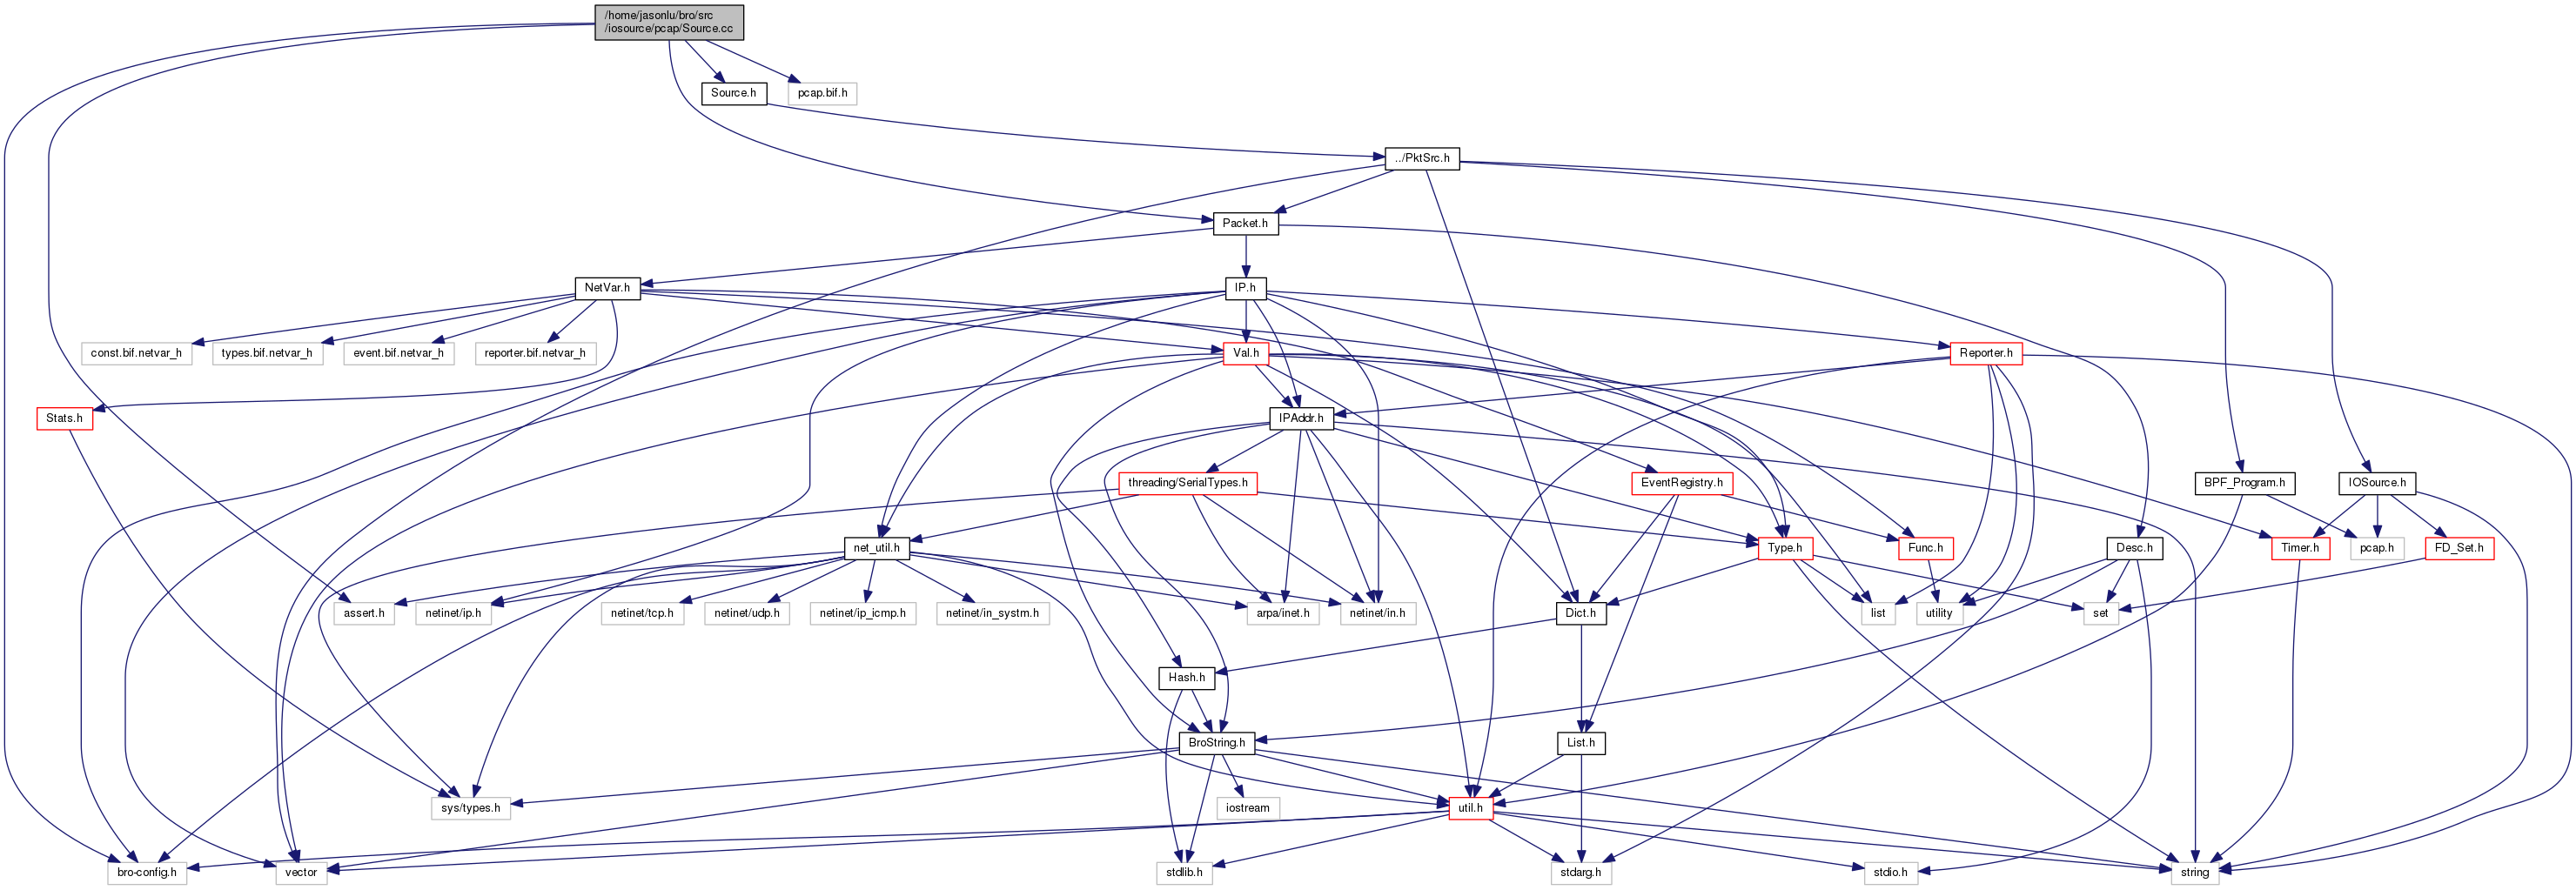 /home/jasonlu/bro/src
/iosource/pcap/Source.cc
Source.h
pcap.bif.h
../PktSrc.h
Packet.h
NetVar.h
IP.h
const.bif.netvar_h
types.bif.netvar_h
event.bif.netvar_h
reporter.bif.netvar_h
Val.h
Reporter.h
Stats.h
IPAddr.h
threading/SerialTypes.h
EventRegistry.h
BPF_Program.h
IOSource.h
net_util.h
Type.h
Func.h
Desc.h
Timer.h
pcap.h
FD_Set.h
assert.h
netinet/ip.h
netinet/tcp.h
netinet/udp.h
netinet/ip_icmp.h
netinet/in_systm.h
arpa/inet.h
netinet/in.h
Dict.h
list
utility
set
Hash.h
BroString.h
List.h
sys/types.h
iostream
util.h
bro-config.h
vector
stdlib.h
stdarg.h
stdio.h
string